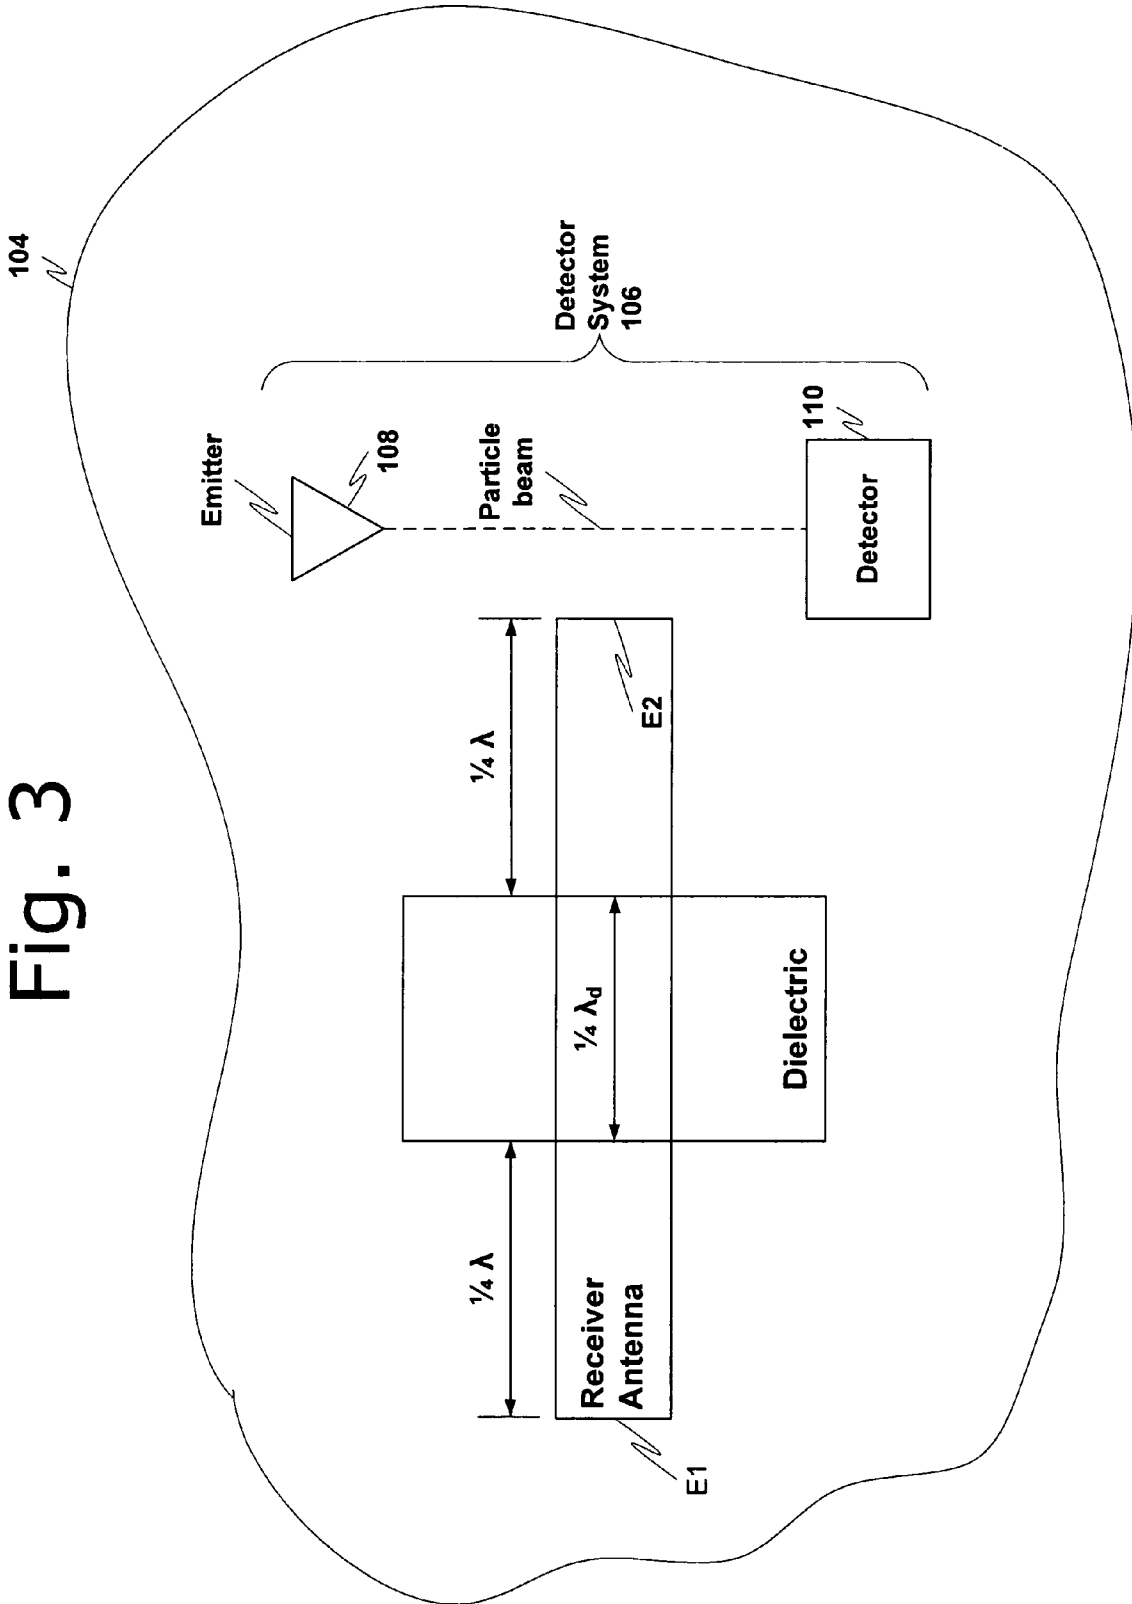 Fig. 3
104
Emitter
108
Particle
beam
Detector
System
106
110
Detector
¼ λ
¼ λ
¼ λd
E2
Dielectric
Receiver
Antenna
E1